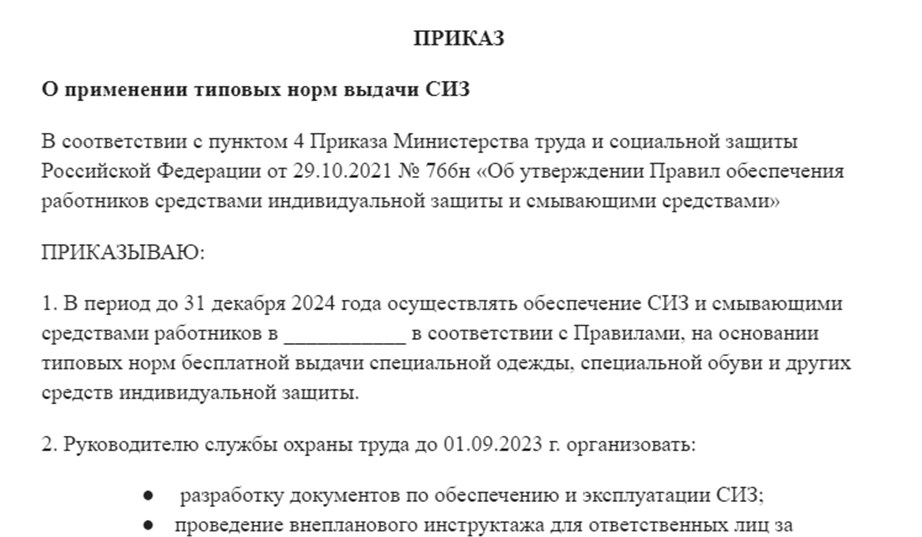 ПРИКАЗ
О применении типовых норм выдачи СИЗ
В соответствии с пунктом 4 Приказа Министерства труда и социальной защиты
Российской Федерации от 29.10.2021 № 766н «Об утверждении Правил обеспечения
работников средствами индивидуальной защиты и смывающими средствами»
ПРИКАЗЫВАЮ:
1. В период до 31 декабря 2024 года осуществлять обеспечение СИЗ и смывающими
средствами работников в ___________ в соответствии с Правилами, на основании
типовых норм бесплатной выдачи специальной одежды, специальной обуви и других
средств индивидуальной защиты.
2. Руководителю службы охраны труда до 01.09.2023 г. организовать:
● разработку документов по обеспечению и эксплуатации СИЗ;
● проведение внепланового инструктажа для ответственных лиц за